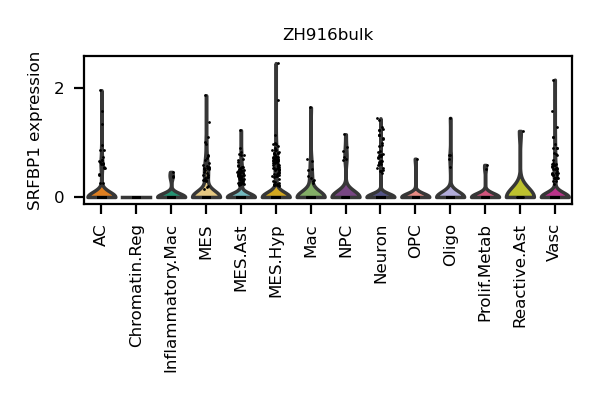 ZH916bulk
SRFBP1 expression
2
0
AC
Chromatin.Reg
Inflammatory.Mac
MES
MES.Ast
MES.Hyp
Mac
NPC
Neuron
OPC
Oligo
Prolif.Metab
Reactive.Ast
Vasc